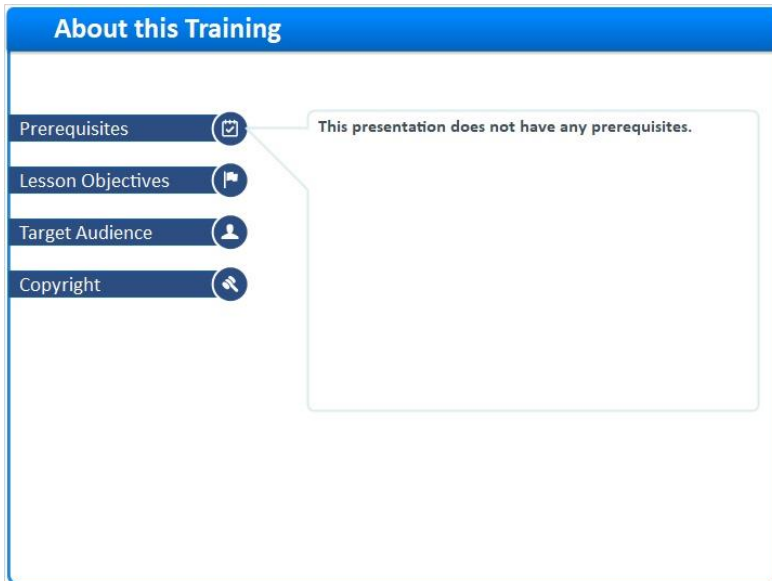 About this Training
Prerequisites
This presentation does not have any prerequisites.
Lesson Objectives
Target Audience
Copyright